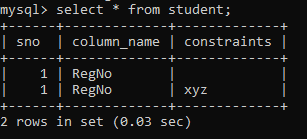 mysql> select * from student;
+------+-------------+-------------+
| sno | column_name | constraints |
+------+-------------+-------------+
| 1 | RegNo | |
| 1 | RegNo | xyz |
+------+-------------+-------------+
2 rows in set (0.03 sec)